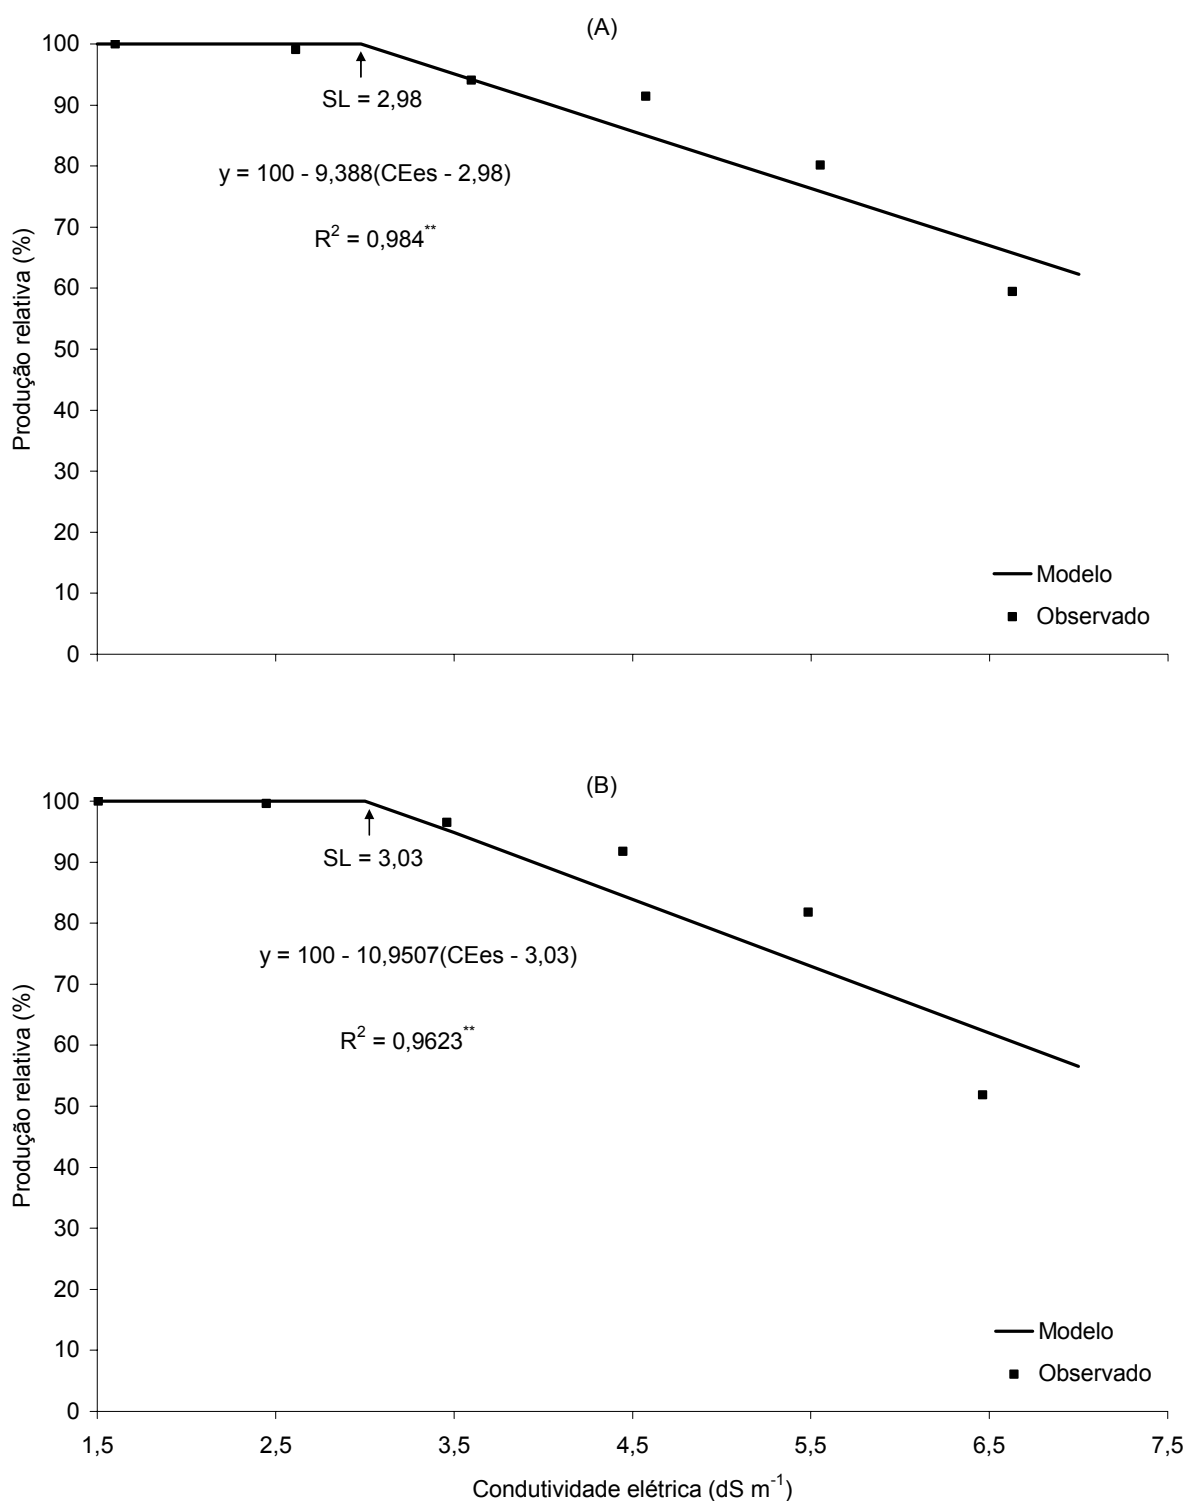 (A)
100
90
80
70
60
50
40
30
20
10
0
Produção relativa (%)
SL = 2,98
y = 100 - 9,388(CEes - 2,98)
R² = 0,984**
Modelo
Observado
(B)
100
90
80
70
60
50
40
30
20
10
0
Produção relativa (%)
SL = 3,03
y = 100 - 10,9507(CEes - 3,03)
R² = 0,9623**
Modelo
Observado
1,5 2,5 3,5 4,5 5,5 6,5 7,5
Condutividade elétrica (dS m⁻¹)